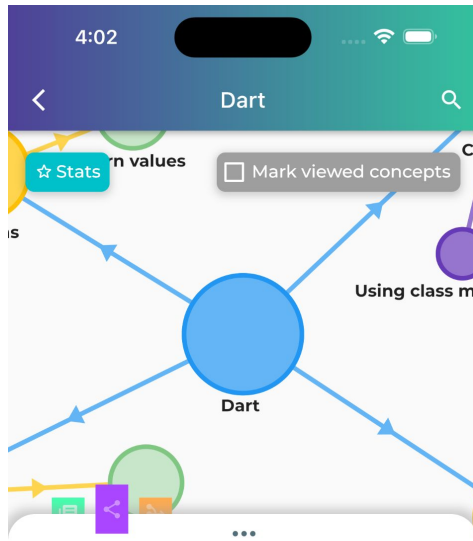 4:02
Dart
rn values
C
Stats
Mark viewed concepts
s
Using class m
Dart